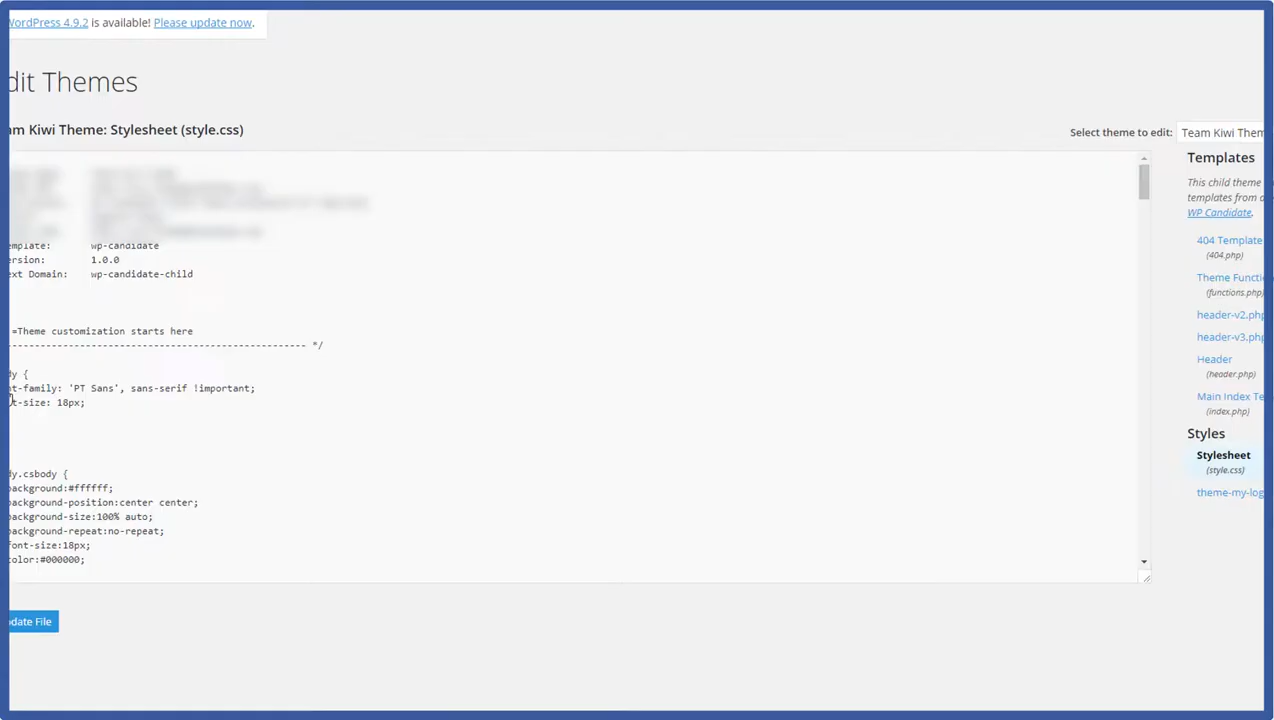 WordPress 4.9.2 is available! Please update now.
dit Themes
am Kiwi Theme: Stylesheet (style.css)
Select theme to edit: Team Kiwi Them
emplate: wp-candidate
ersion: 1.0.0
ext Domain: wp-candidate-child
=Theme customization starts here
------------------------------------------------------- */
dy {
nt-family: 'PT Sans', sans-serif !important;
t-size: 18px;
dy.csbody {
background:#ffffff;
background-position:center center;
background-size:100% auto;
background-repeat:no-repeat;
font-size:18px;
color:#000000;
pdate File
Templates
This child theme
templates from a
WP Candidate.
404 Template
(404.php)
Theme Functi
(functions.php)
header-v2.php
header-v3.php
Header
(header.php)
Main Index Te
(index.php)
Styles
Stylesheet
(style.css)
theme-my-log